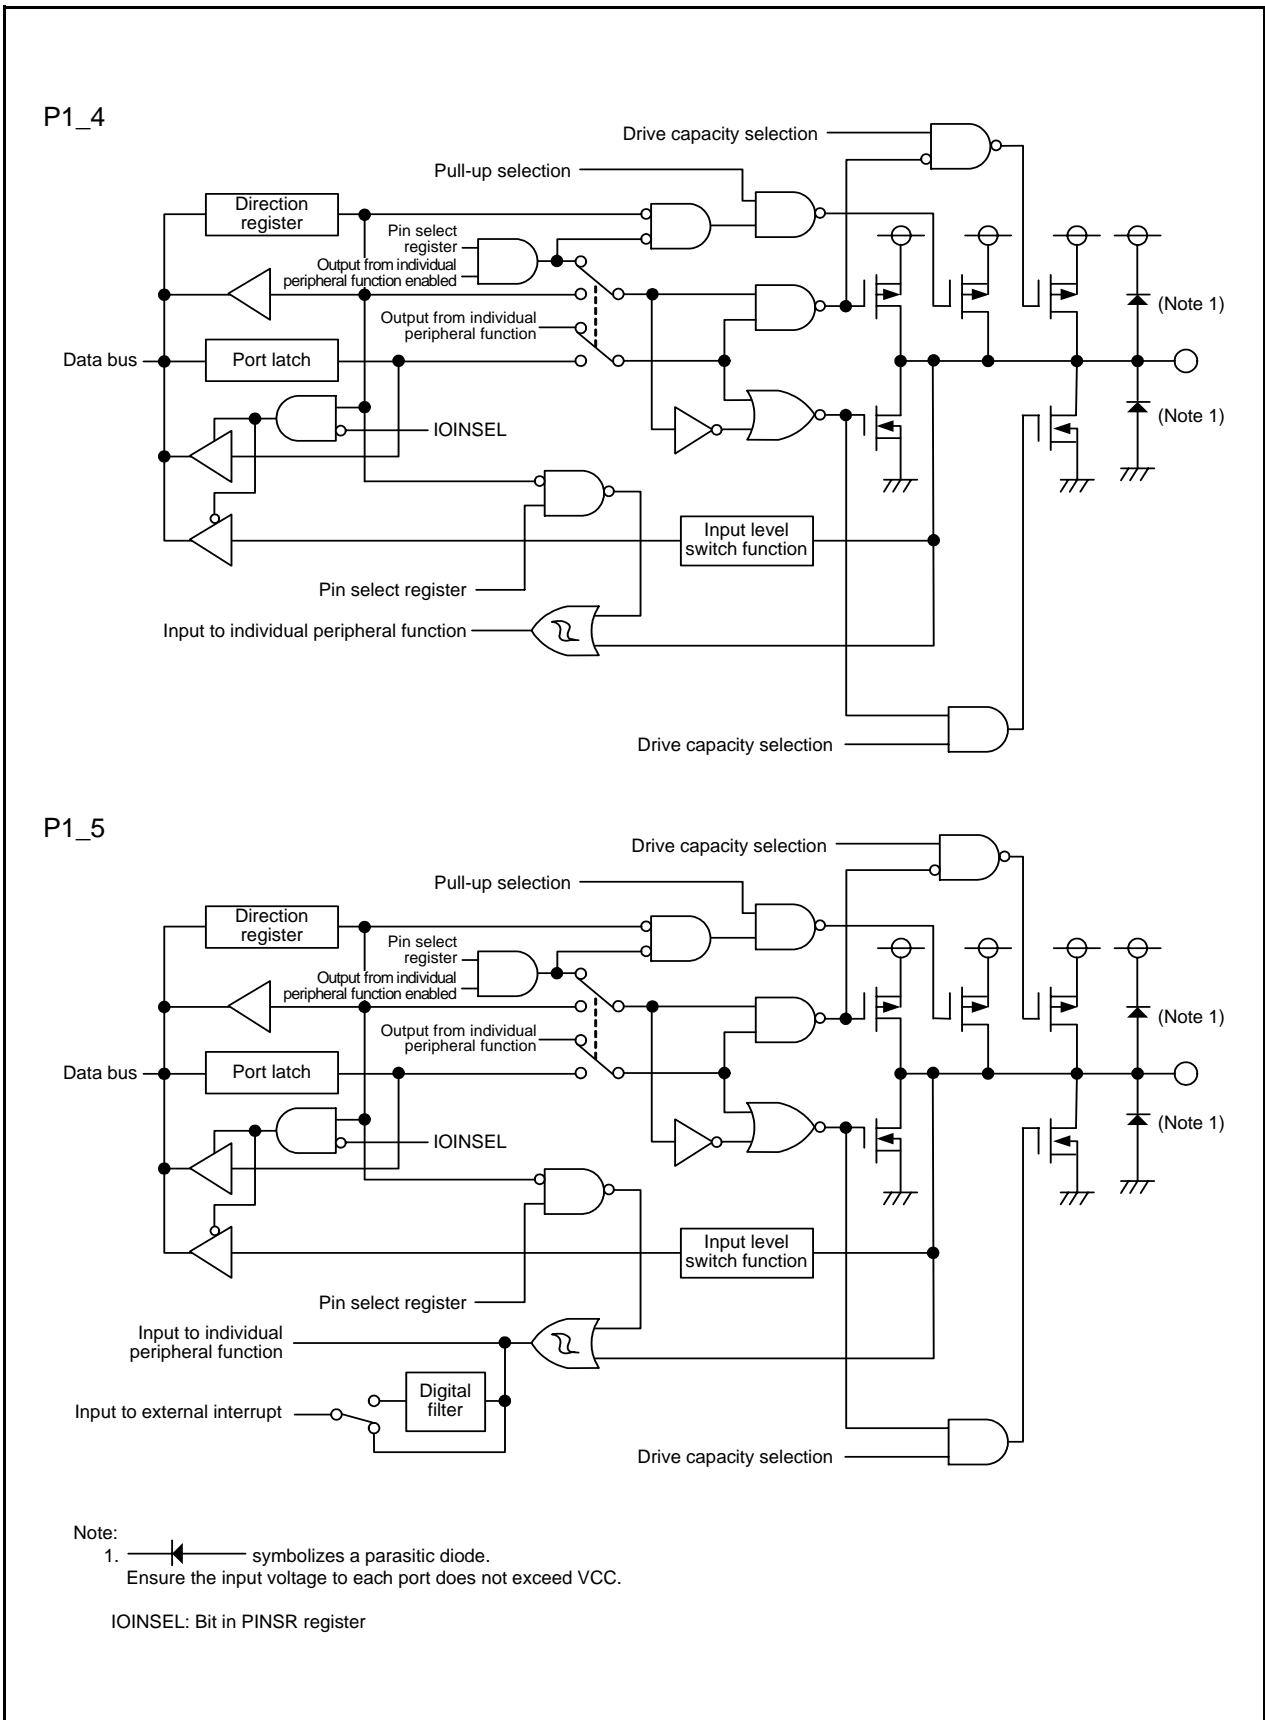 P1_4
Drive capacity selection
Pull-up selection
Direction
register
Pin select
register
Output from individual
peripheral function enabled
Output from individual
peripheral function
(Note 1)
Data bus
Port latch
(Note 1)
IOINSEL
Input level
switch function
Pin select register
Input to individual peripheral function
Drive capacity selection
P1_5
Drive capacity selection
Pull-up selection
Direction
register
Pin select
register
Output from individual
peripheral function enabled
Output from individual
peripheral function
(Note 1)
Data bus
Port latch
(Note 1)
IOINSEL
Input level
switch function
Pin select register
Input to individual
peripheral function
Digital
filter
Input to external interrupt
Drive capacity selection
Note:
1. symbolizes a parasitic diode.
Ensure the input voltage to each port does not exceed VCC.
IOINSEL: Bit in PINSR register